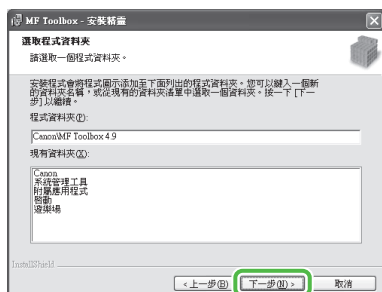 MF Toolbox - 安裝精靈
選取程式資料夾
請選取一個程式資料夾。
安裝程式會將程式圖示添加至下面列出的程式資料夾。您可以鍵入一個新
的資料夾名稱，或從現有的資料夾清單中選取一個資料夾。按一下 [下一
步] 以繼續。
程式資料夾(P):
Canon\MF Toolbox 4.9
現有資料夾(X):
Canon
系統管理工具
附屬應用程式
啟動
遊樂場
InstallShield
<上一步(B)
下一步(N)>
取消